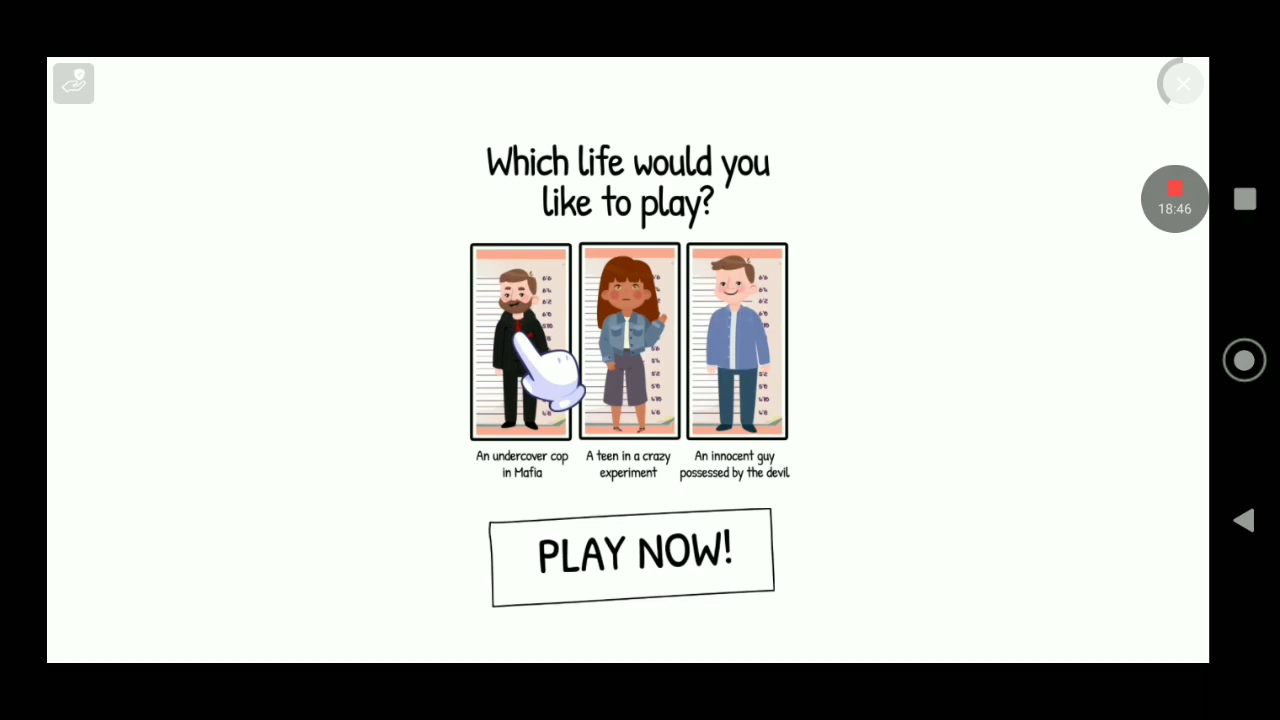 Which life would you
like to play?
18:46
An undercover cop
in Mafia
A teen in a crazy
experiment
An innocent guy
possessed by the devil
PLAY NOW!